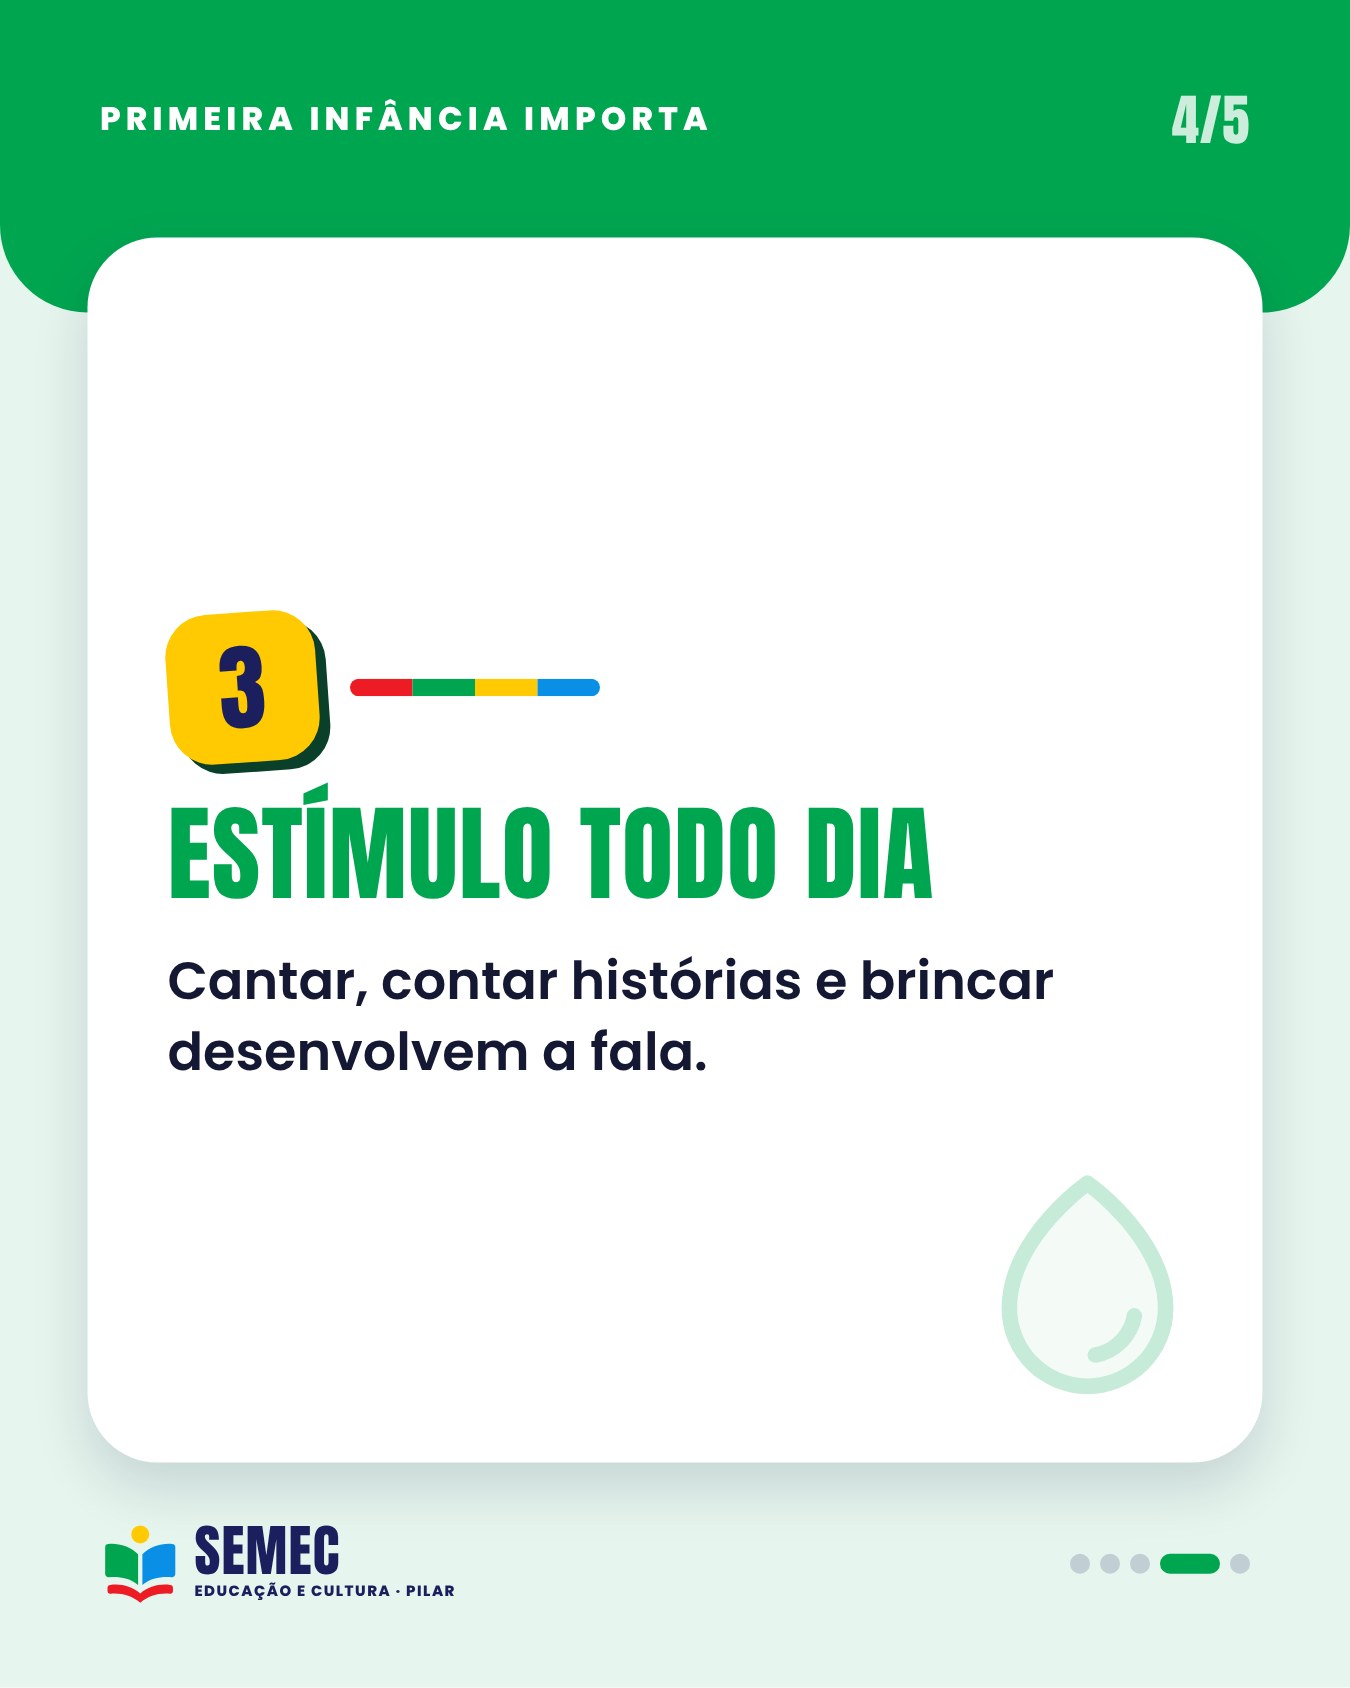 PRIMEIRA INFÂNCIA IMPORTA
4/5
3
ESTÍMULO TODO DIA
Cantar, contar histórias e brincar
desenvolvem a fala.
SEMEC
EDUCAÇÃO E CULTURA · PILAR